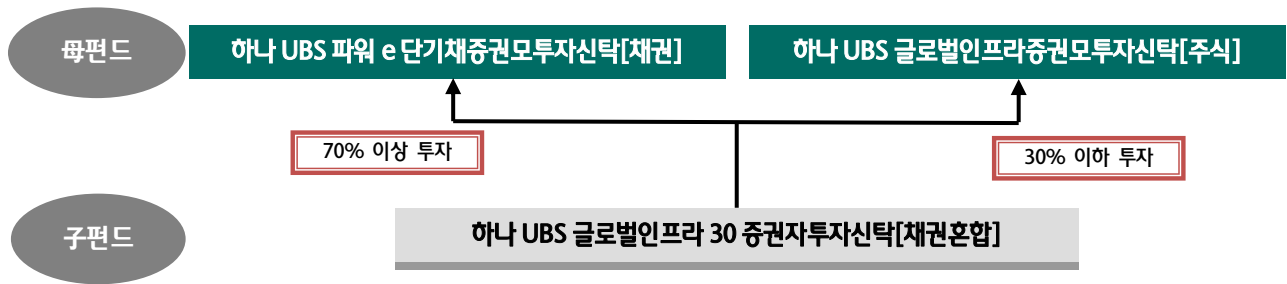 母펀드
하나 UBS 파워 e 단기채증권모투자신탁[채권]
하나 UBS 글로벌인프라증권모투자신탁[주식]
70% 이상 투자
30% 이하 투자
子펀드
하나 UBS 글로벌인프라 30 증권자투자신탁[채권혼합]